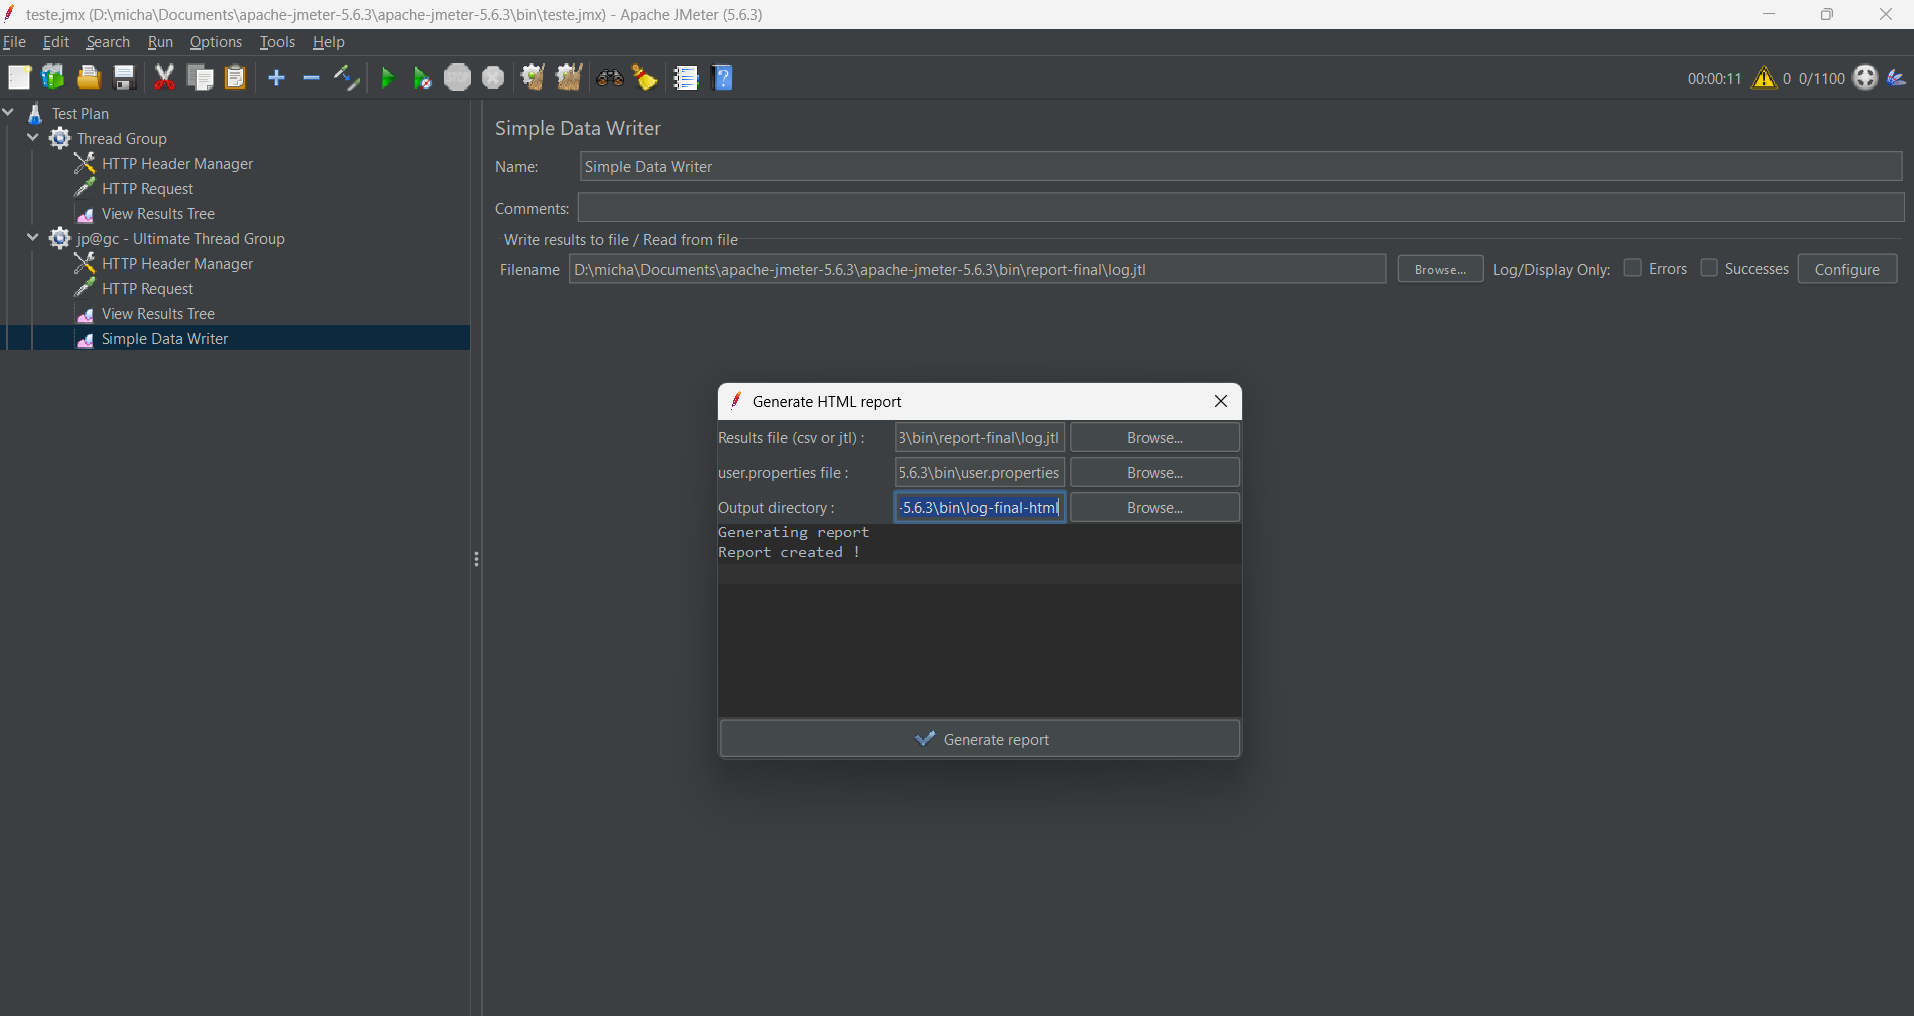 teste.jmx (D:\micha\Documents\apache-jmeter-5.6.3\apache-jmeter-5.6.3\bin\teste.jmx) - Apache JMeter (5.6.3)
File Edit Search Run Options Tools Help
STOP
00:00:11 0 0/1100
Test Plan
Thread Group
HTTP Header Manager
HTTP Request
View Results Tree
jp@gc - Ultimate Thread Group
HTTP Header Manager
HTTP Request
View Results Tree
Simple Data Writer
Simple Data Writer
Name: Simple Data Writer
Comments:
Write results to file / Read from file
Filename D:\micha\Documents\apache-jmeter-5.6.3\apache-jmeter-5.6.3\bin\report-final\log.jtl Browse... Log/Display Only: Errors Successes Configure
Generate HTML report
Results file (csv or jtl) : 3\bin\report-final\log.jtl Browse...
user.properties file : 5.6.3\bin\user.properties Browse...
Output directory : -5.6.3\bin\log-final-html Browse...
Generating report
Report created !
Generate report